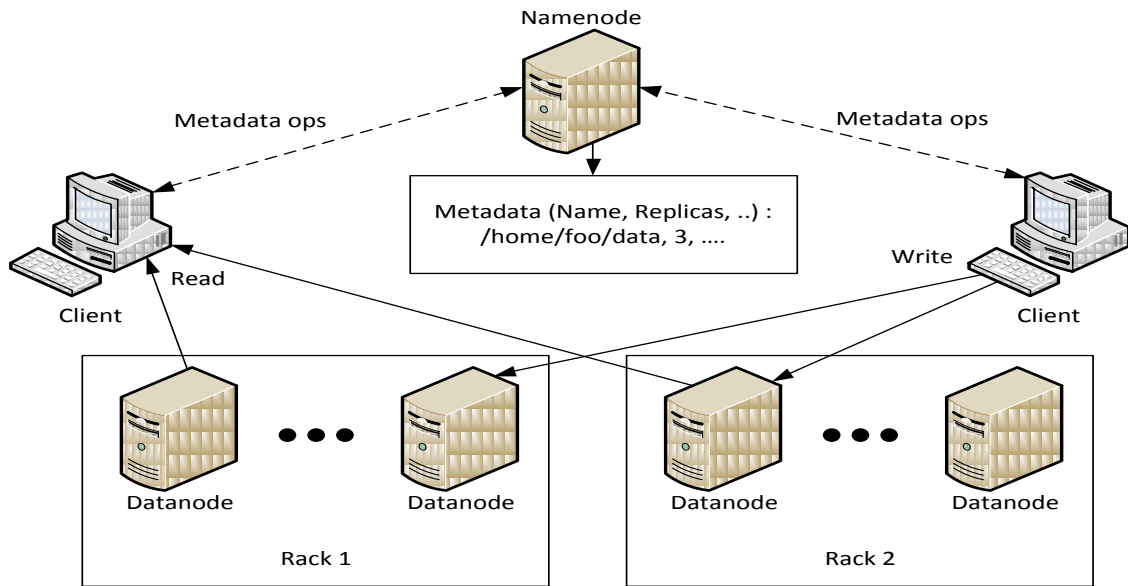 Namenode
Metadata ops
Metadata ops
Metadata (Name, Replicas, ..) :
/home/foo/data, 3, ....
Read
Write
Client
Client
Datanode
Datanode
Datanode
Datanode
Rack 1
Rack 2